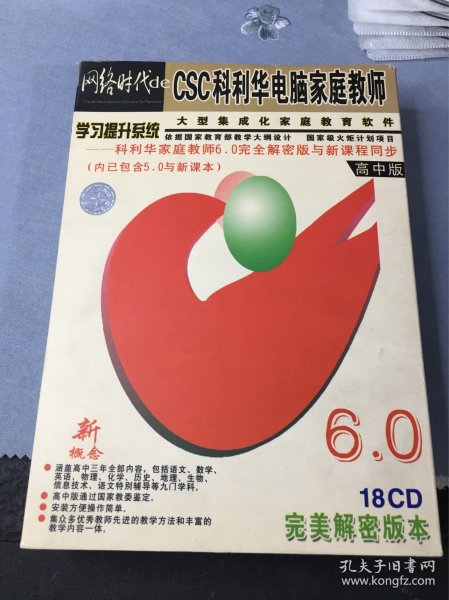 网络时代de
CSC科利华电脑家庭教师
大型集成化家庭教育软件
学习提升系统
依据国家教育部教学大纲设计 国家级火炬计划项目
——科利华家庭教师6.0完全解密版与新课程同步
(内已包含5.0与新课本)
高中版
6.0
新
概念
● 涵盖高中三年全部内容,包括语文、数学、
英语、物理、化学、历史、地理、生物、
信息技术、语文特别辅导等九门学科。
● 高中版通过国家教委鉴定。
● 安装方便操作简单。
● 集众多优秀教师先进的教学方法和丰富的
教学内容一体。
18CD
完美解密版本
孔夫子旧书网
www.kongfz.com